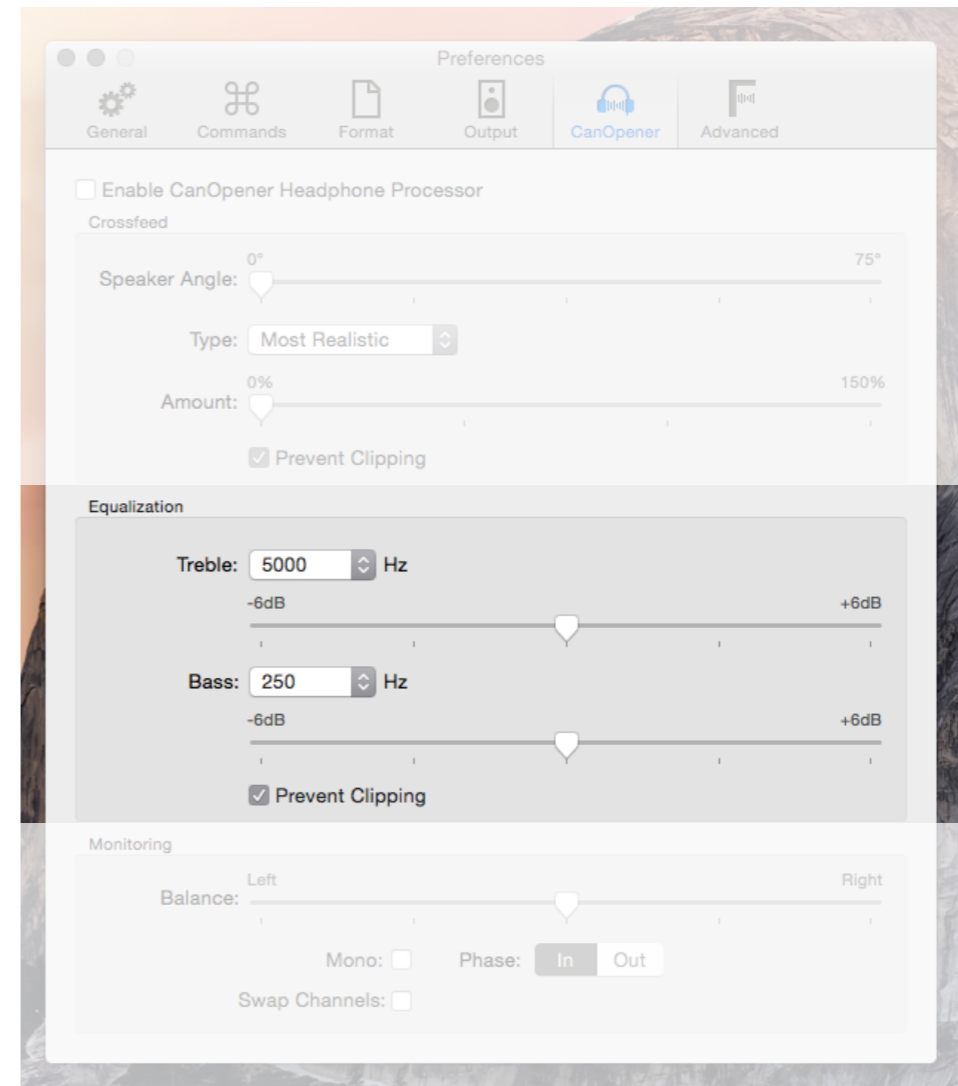 Preferences
General Commands Format Output CanOpener Advanced
Enable CanOpener Headphone Processor
Crossfeed
0° 75°
Speaker Angle:
Type: Most Realistic
0% 150%
Amount:
Prevent Clipping
Equalization
Treble: 5000 Hz
-6dB +6dB
Bass: 250 Hz
-6dB +6dB
Prevent Clipping
Monitoring
Left Right
Balance:
Mono: Phase: In Out
Swap Channels: